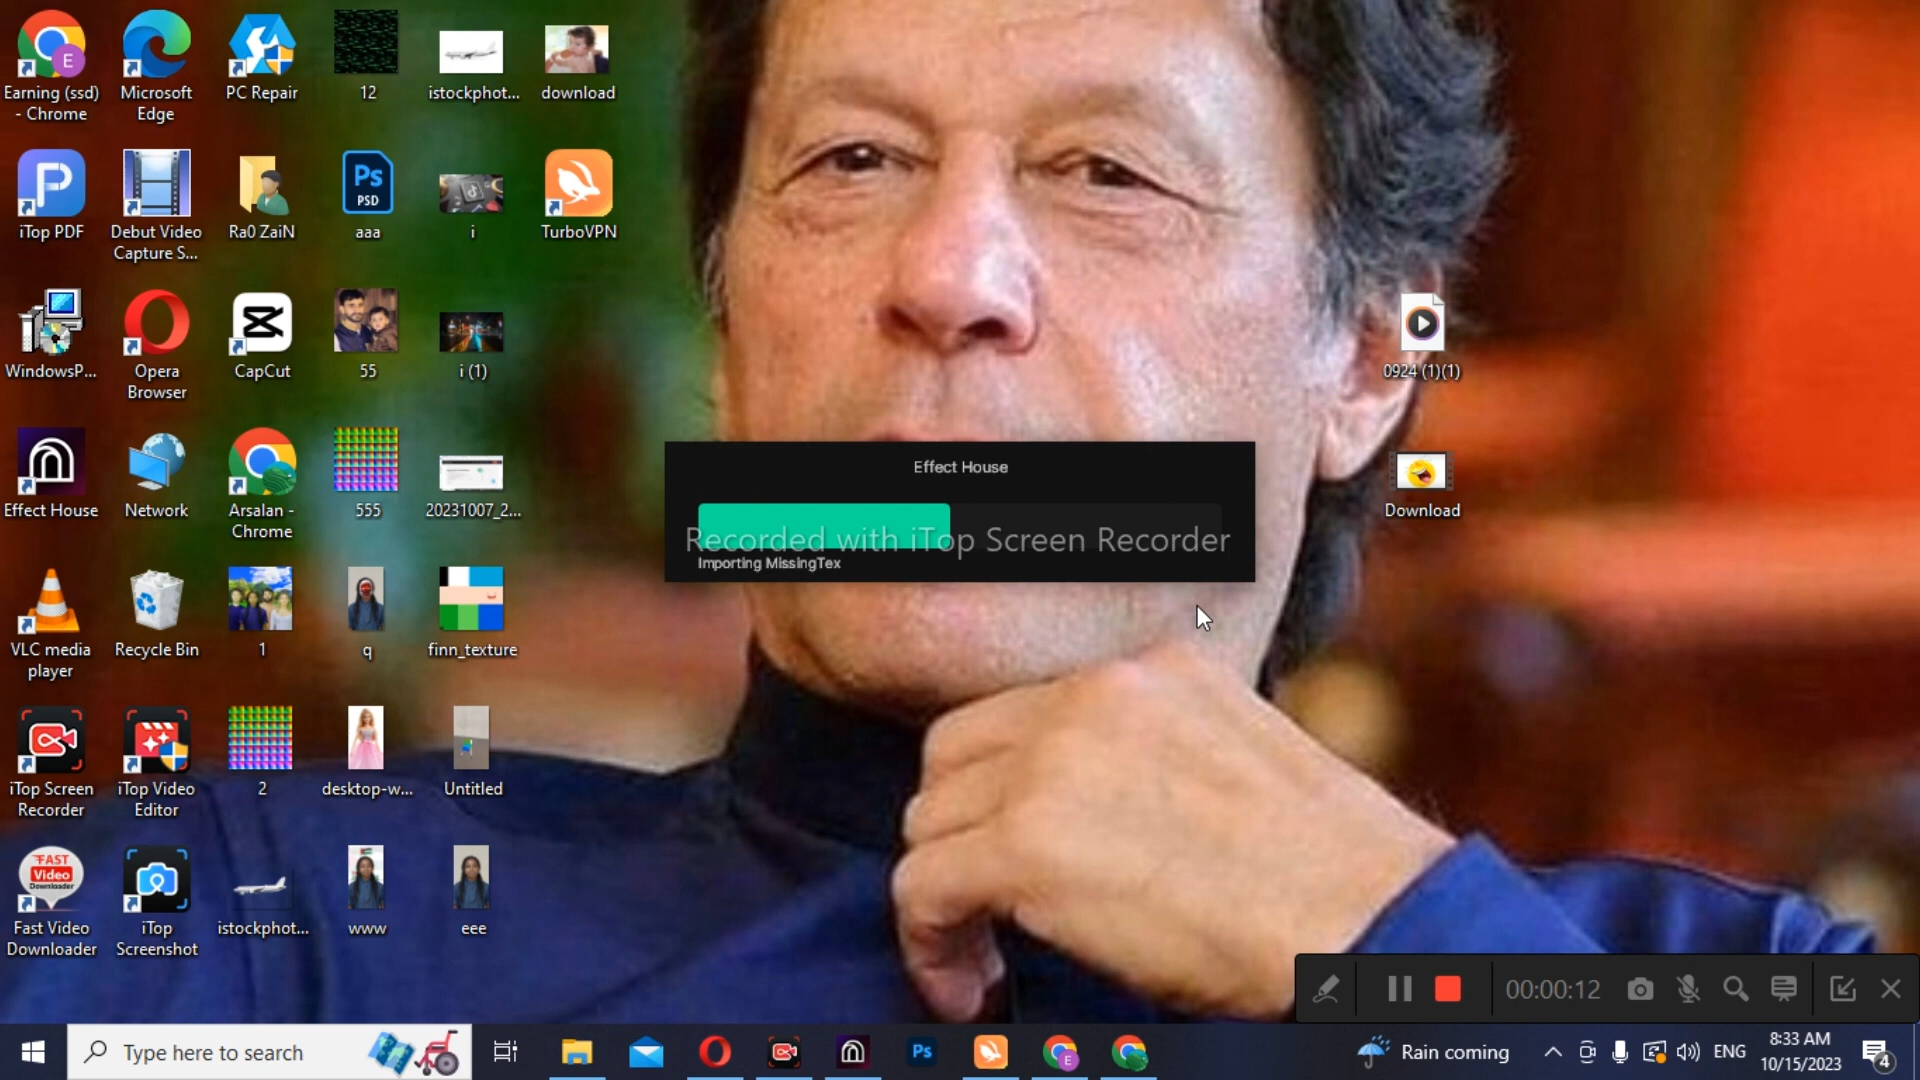 Earning (ssd)
- Chrome
Microsoft
Edge
PC Repair
12
istockphot...
download
iTop PDF
Debut Video
Capture S...
Ra0 ZaiN
Ps
PSD
aaa
i
TurboVPN
WindowsP...
Opera
Browser
CapCut
55
i (1)
0924 (1)(1)
Effect House
Network
Arsalan -
Chrome
555
20231007_2...
Download
Effect House
Recorded with iTop Screen Recorder
Importing MissingTex
VLC media
player
Recycle Bin
1
q
finn_texture
iTop Screen
Recorder
iTop Video
Editor
2
desktop-w...
Untitled
FAST
Video
Downloader
Fast Video
Downloader
iTop
Screenshot
istockphot...
www
eee
00:00:12
Type here to search
Ps
E
Rain coming
ENG
8:33 AM
10/15/2023
4